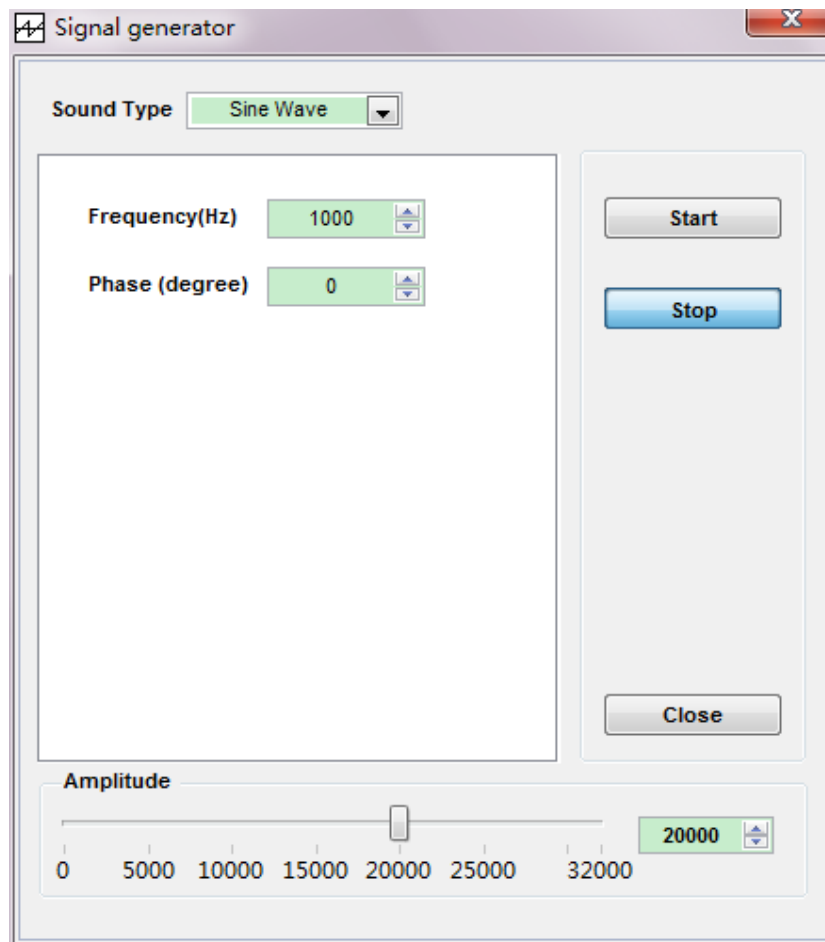 Signal generator
Sound Type Sine Wave
Frequency(Hz) 1000
Start
Phase (degree) 0
Stop
Close
Amplitude
20000
0 5000 10000 15000 20000 25000 32000